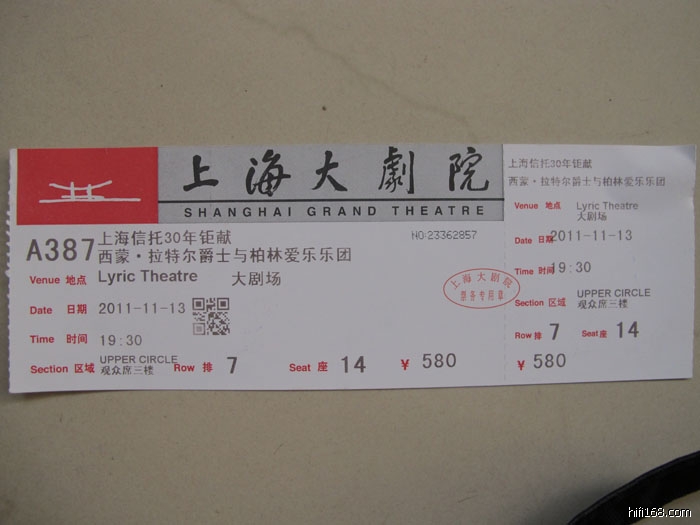 上海大劇院
SHANGHAI GRAND THEATRE
A387
上海信托30年钜献
西蒙·拉特尔爵士与柏林爱乐乐团
NO:23362857
Venue 地点 Lyric Theatre 大剧场
Date 日期 2011-11-13
Time 时间 19:30
Section 区域 UPPER CIRCLE 观众席三楼 Row 排 7 Seat 座 14 ¥ 580
上海大剧院
票务专用章
上海信托30年钜献
西蒙·拉特尔爵士与柏林爱乐乐团
Venue 地点 Lyric Theatre
大剧场
Date 日期 2011-11-13
Time 时间 19:30
Section 区域 UPPER CIRCLE
观众席三楼
Row 排 7 Seat 座 14
¥ 580
hifi168.com